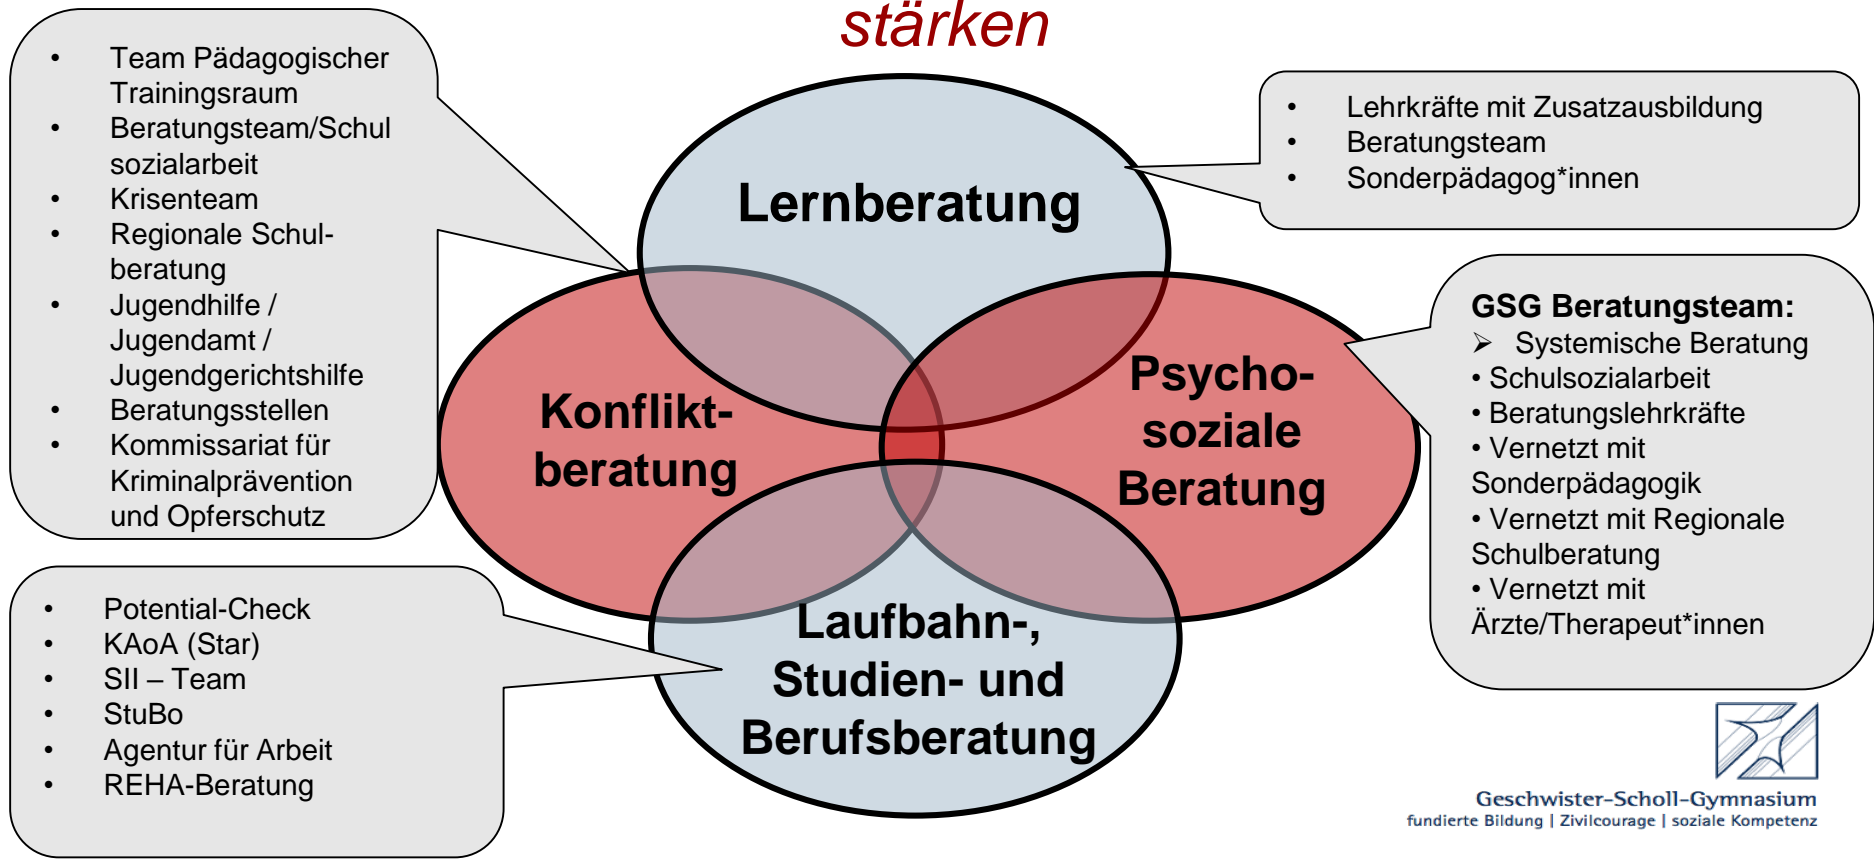 stärken
• Team Pädagogischer
Trainingsraum
• Beratungsteam/Schul
sozialarbeit
• Krisenteam
• Regionale Schul-
beratung
• Jugendhilfe /
Jugendamt /
Jugendgerichtshilfe
• Beratungsstellen
• Kommissariat für
Kriminalprävention
und Opferschutz
Lernberatung
• Lehrkräfte mit Zusatzausbildung
• Beratungsteam
• Sonderpädagog*innen
Konflikt-
beratung
Psycho-
soziale
Beratung
GSG Beratungsteam:
➢ Systemische Beratung
• Schulsozialarbeit
• Beratungslehrkräfte
• Vernetzt mit
Sonderpädagogik
• Vernetzt mit Regionale
Schulberatung
• Vernetzt mit
Ärzte/Therapeut*innen
• Potential-Check
• KAoA (Star)
• SII – Team
• StuBo
• Agentur für Arbeit
• REHA-Beratung
Laufbahn-,
Studien- und
Berufsberatung
Geschwister-Scholl-Gymnasium
fundierte Bildung | Zivilcourage | soziale Kompetenz